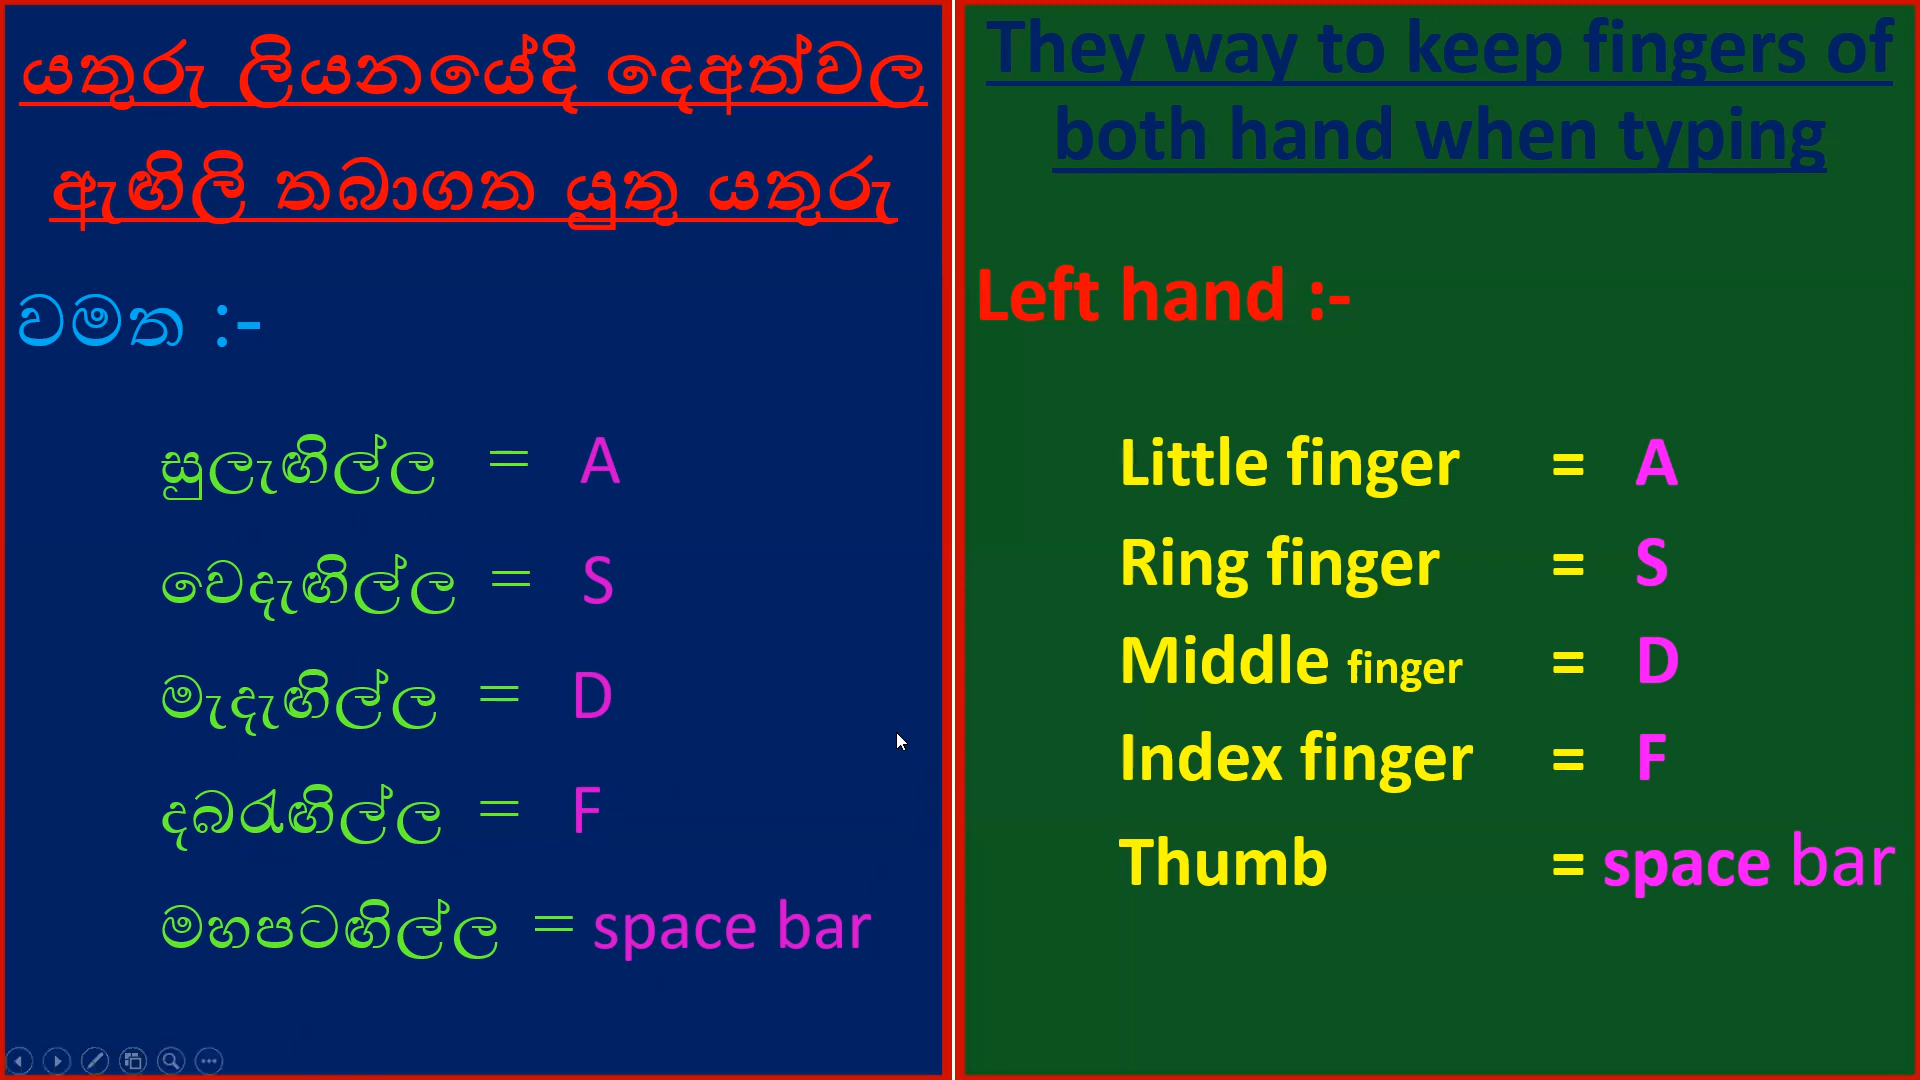 යතුරු ලියනයේදි දෙඅත්වල
ඇඟිලි තබාගත යුතු යතුරු
වමත :-
සුලැඟිල්ල = A
වෙදැඟිල්ල = S
මැදැඟිල්ල = D
දබරැඟිල්ල = F
මහපටඟිල්ල = space bar
They way to keep fingers of
both hand when typing
Left hand :-
Little finger = A
Ring finger = S
Middle finger = D
Index finger = F
Thumb = space bar